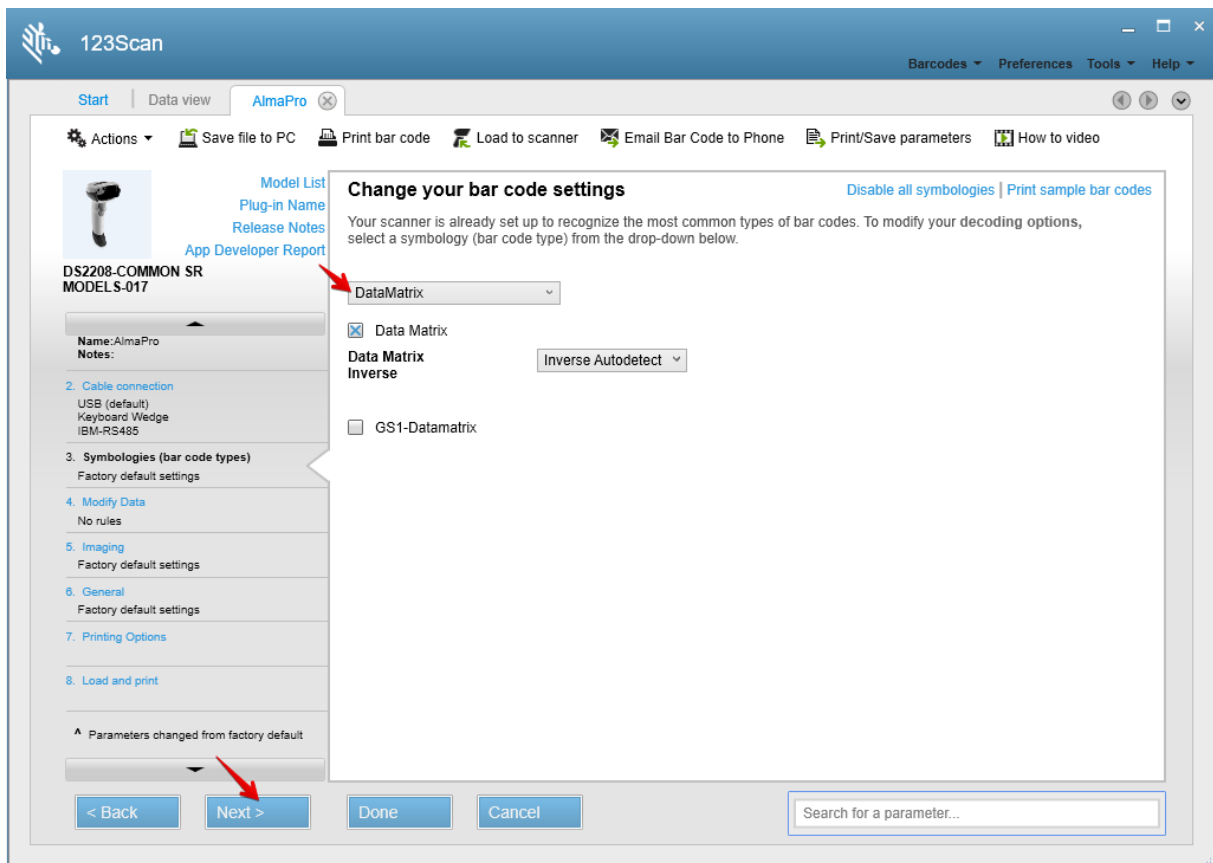 123Scan
Barcodes Preferences Tools Help
Start Data view AlmaPro
Actions Save file to PC Print bar code Load to scanner Email Bar Code to Phone Print/Save parameters How to video
Model List
Plug-in Name
Release Notes
App Developer Report
DS2208-COMMON SR
MODELS-017
Name:AlmaPro
Notes:
2. Cable connection
USB (default)
Keyboard Wedge
IBM-RS485
3. Symbologies (bar code types)
Factory default settings
4. Modify Data
No rules
5. Imaging
Factory default settings
6. General
Factory default settings
7. Printing Options
8. Load and print
^ Parameters changed from factory default
Change your bar code settings
Disable all symbologies | Print sample bar codes
Your scanner is already set up to recognize the most common types of bar codes. To modify your decoding options,
select a symbology (bar code type) from the drop-down below.
DataMatrix
Data Matrix
Data Matrix
Inverse
Inverse Autodetect
GS1-Datamatrix
< Back Next > Done Cancel Search for a parameter...